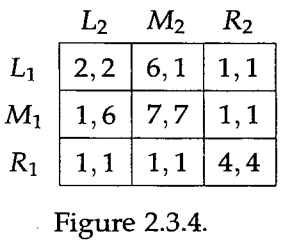 L₂ M₂ R₂
L₁ 2,2 6,1 1,1
M₁ 1,6 7,7 1,1
R₁ 1,1 1,1 4,4
Figure 2.3.4.